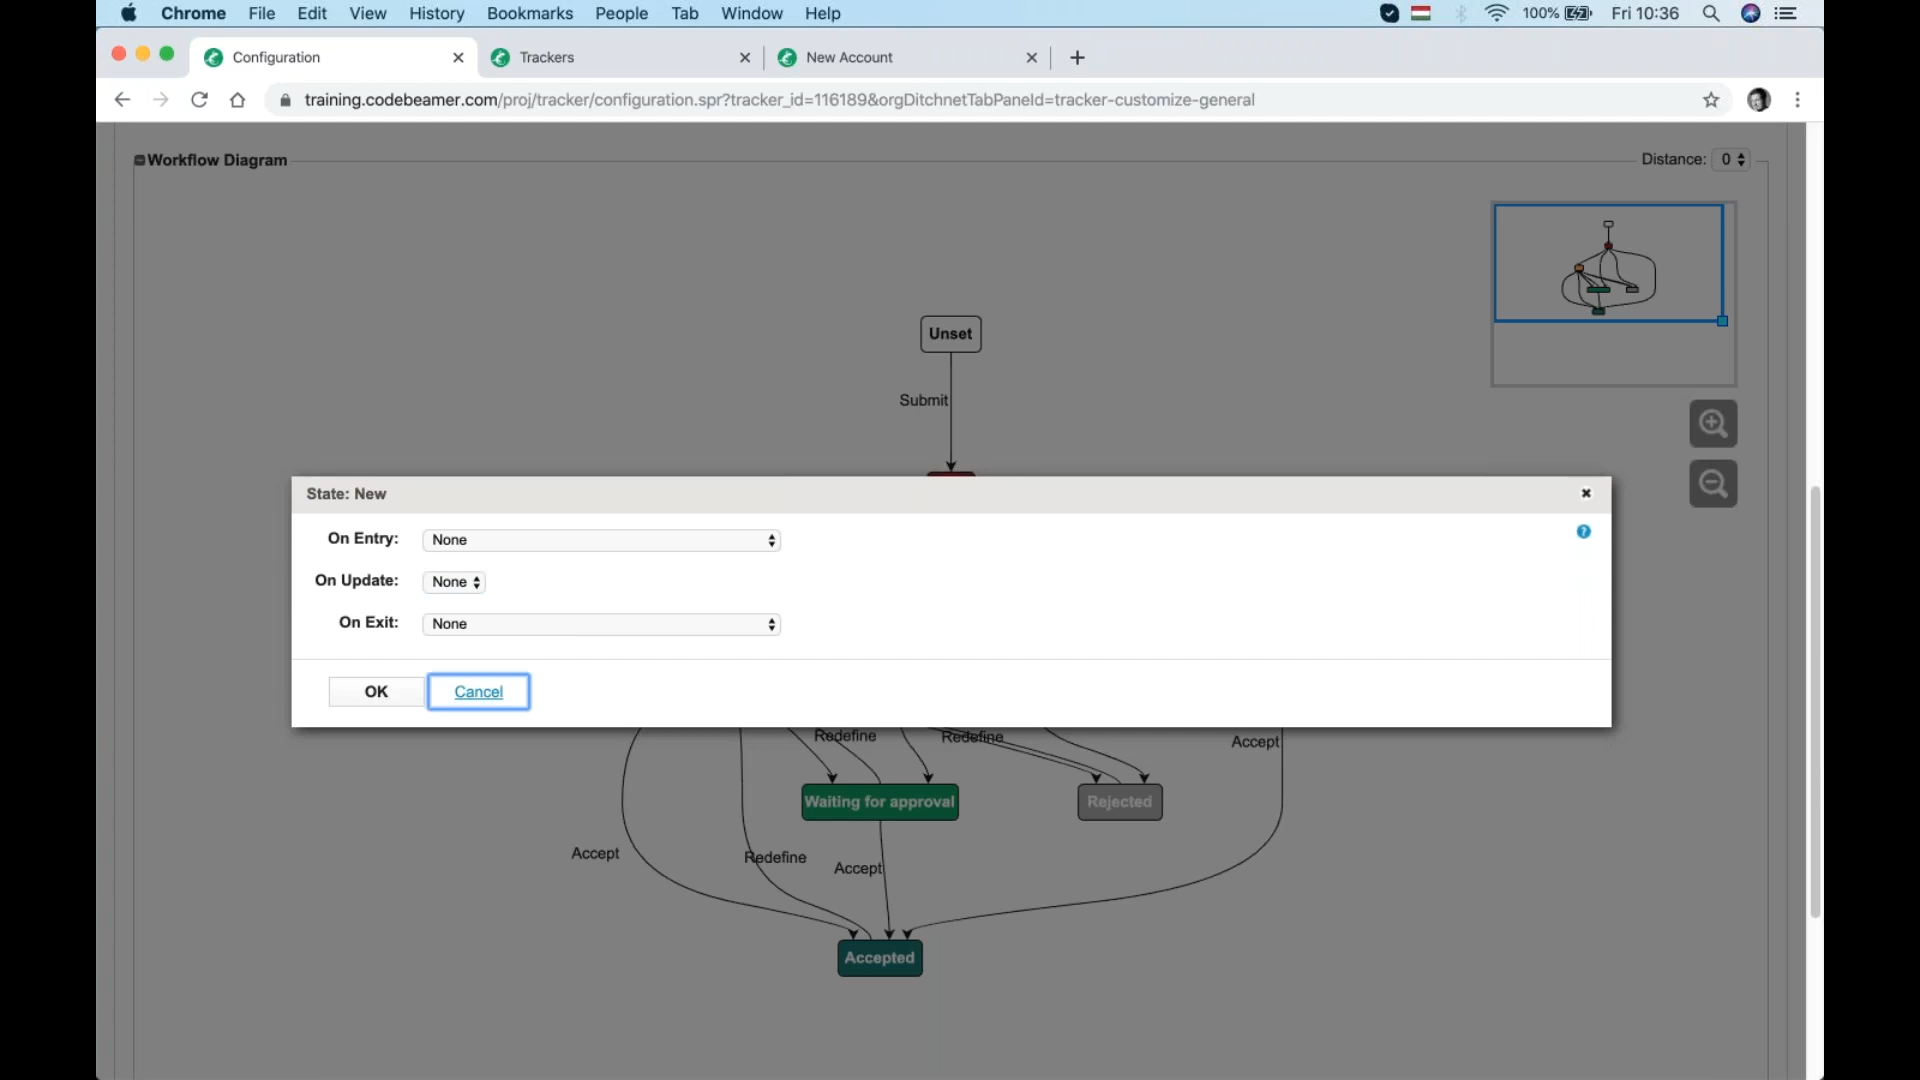 Chrome File Edit View History Bookmarks People Tab Window Help 100% Fri 10:36
Configuration Trackers New Account
training.codebeamer.com/proj/tracker/configuration.spr?tracker_id=116189&orgDitchnetTabPaneId=tracker-customize-general
Workflow Diagram Distance: 0
Unset
Submit
State: New
On Entry: None
On Update: None
On Exit: None
OK Cancel
Redefine Redefine Accept
Waiting for approval Rejected
Accept Redefine Accept
Accepted